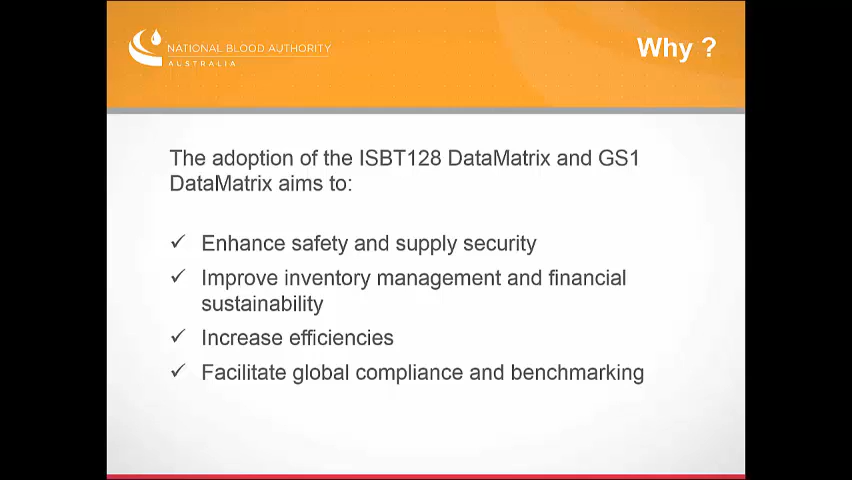 NATIONAL BLOOD AUTHORITY
AUSTRALIA
Why ?
The adoption of the ISBT128 DataMatrix and GS1
DataMatrix aims to:
✓ Enhance safety and supply security
✓ Improve inventory management and financial
sustainability
✓ Increase efficiencies
✓ Facilitate global compliance and benchmarking